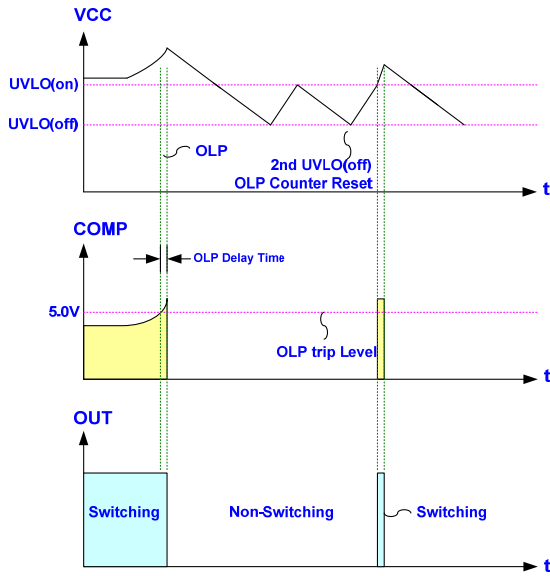 VCC
UVLO(on)
UVLO(off)
OLP
2nd UVLO(off)
OLP Counter Reset
t
COMP
OLP Delay Time
5.0V
OLP trip Level
t
OUT
Switching
Non-Switching
Switching
t